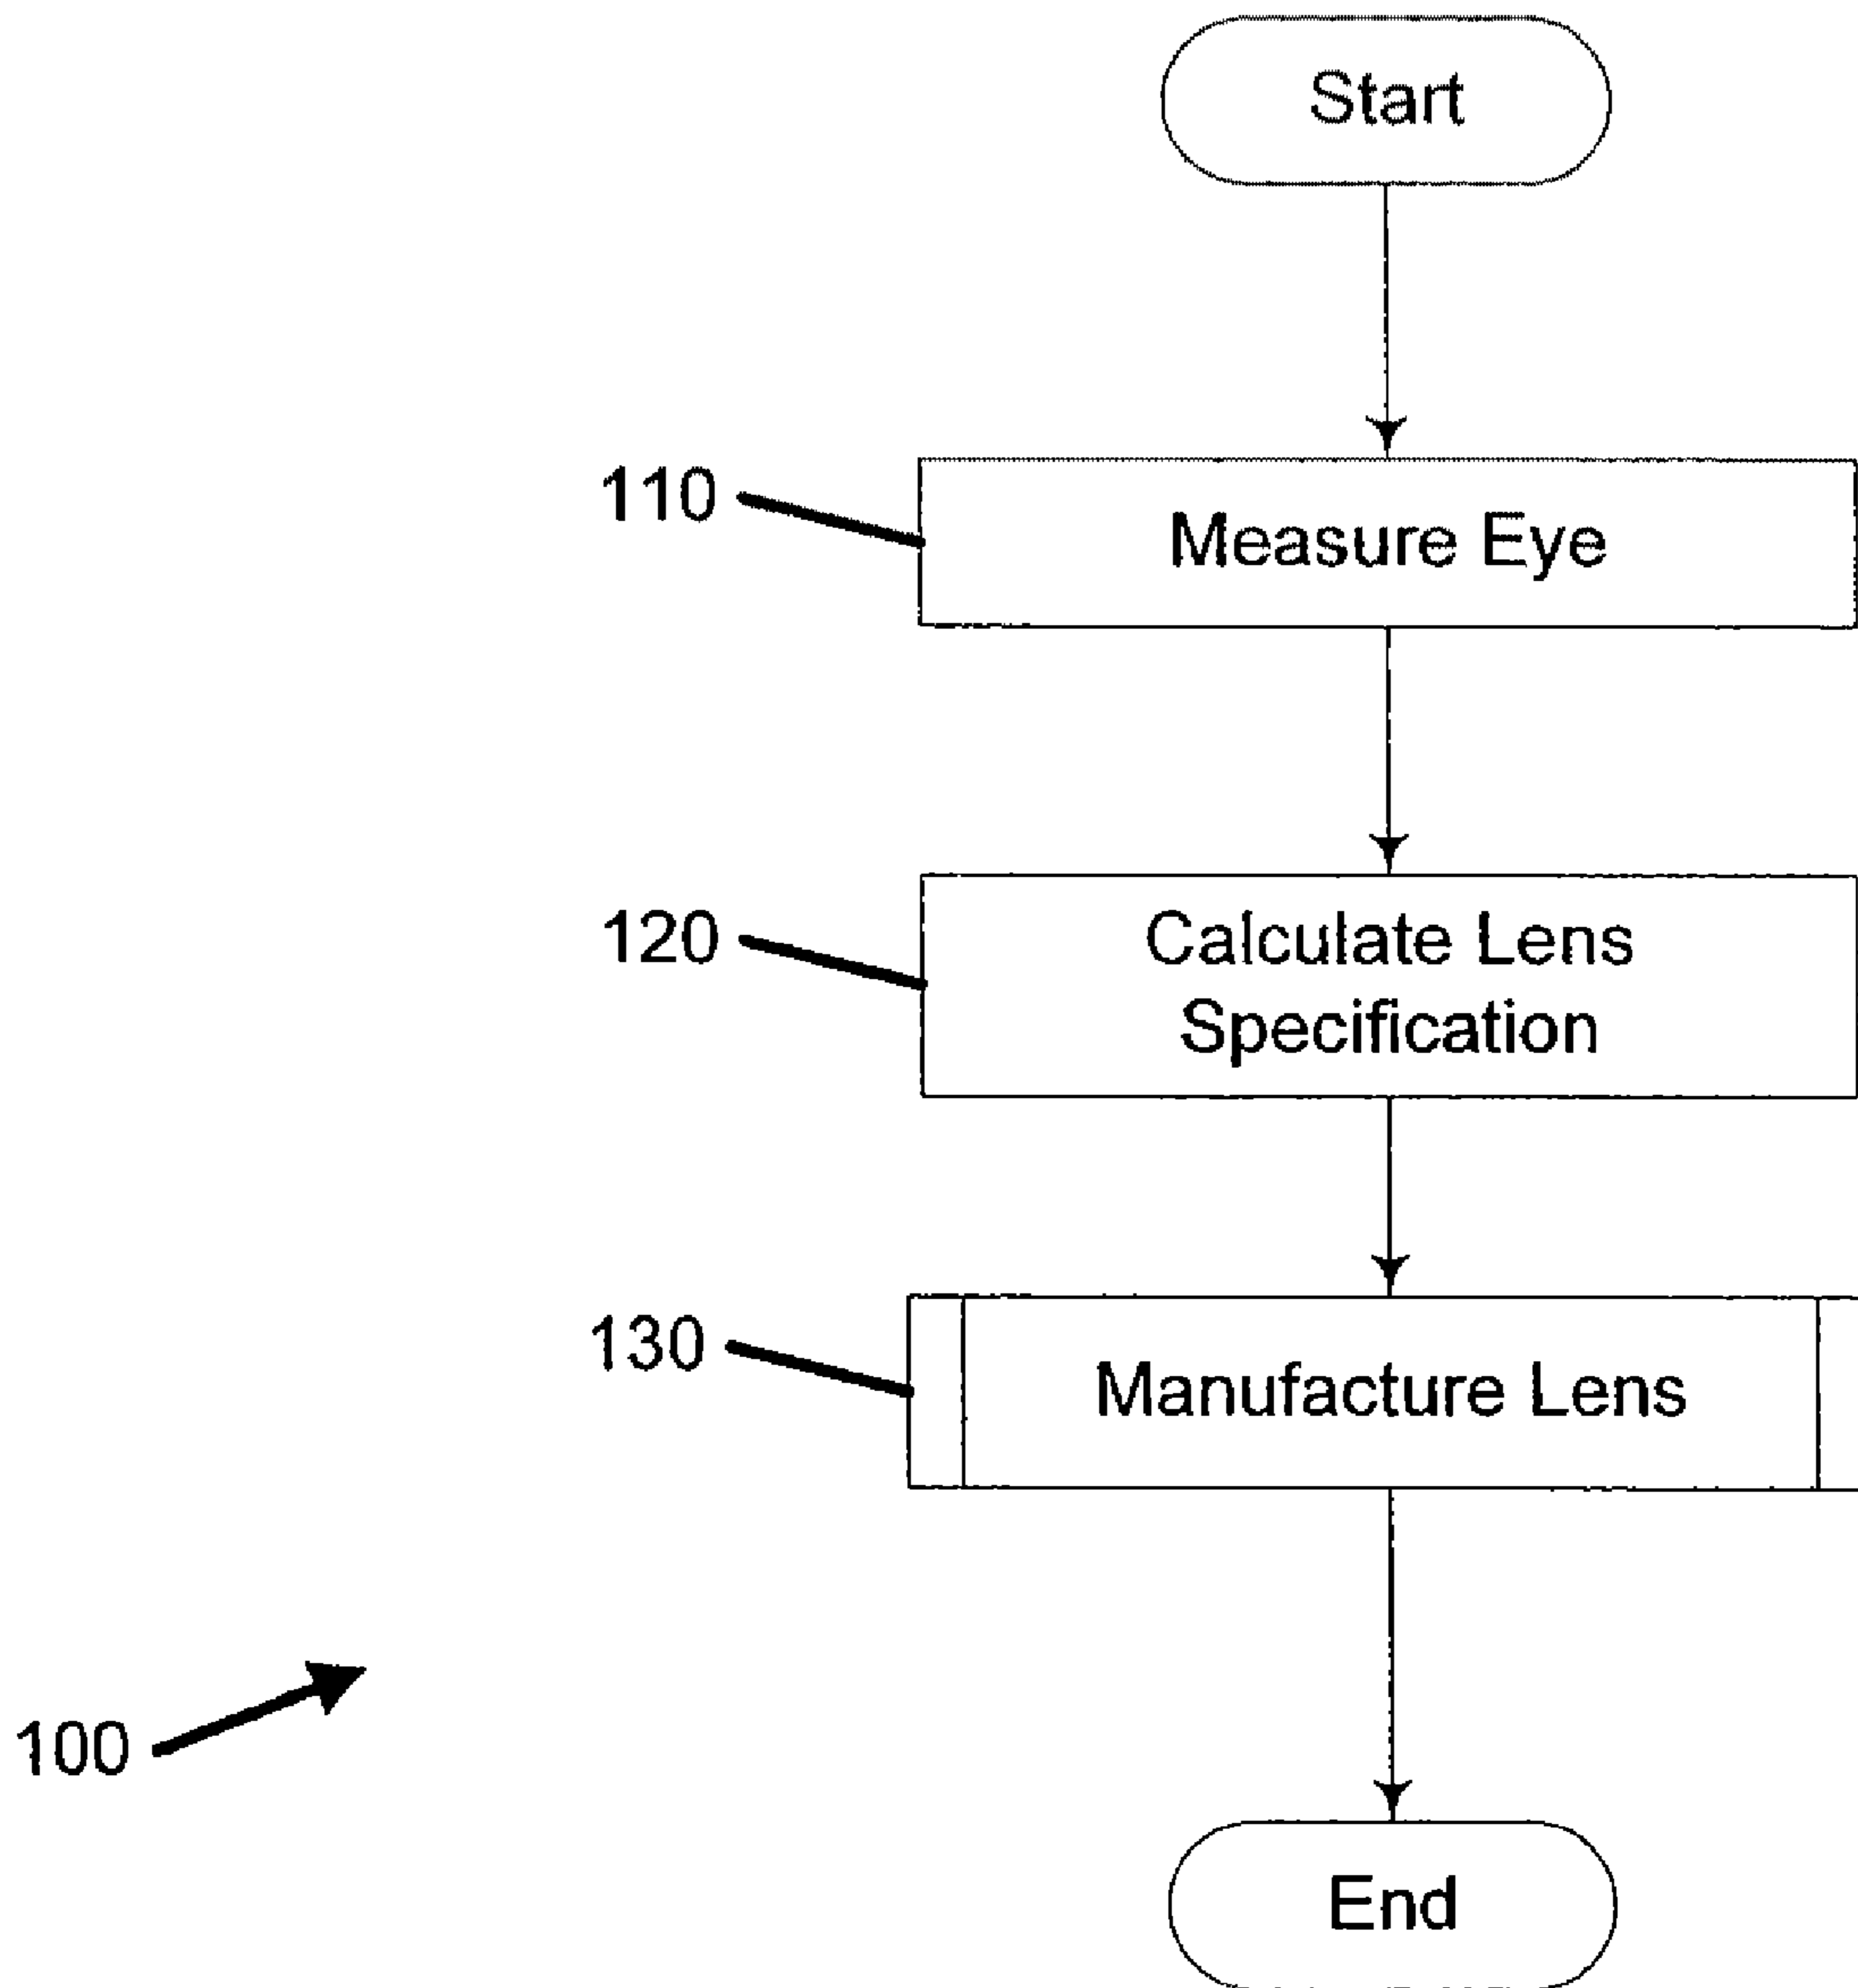 Start
110
Measure Eye
120
Calculate Lens
Specification
130
Manufacture Lens
100
End